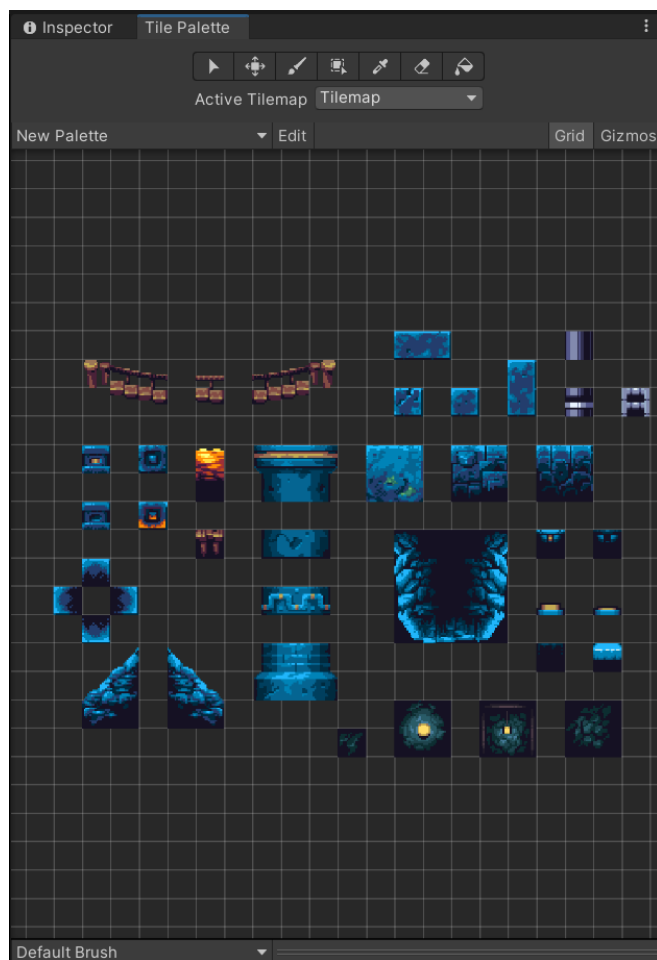 Inspector
Tile Palette
Active Tilemap Tilemap
New Palette Edit Grid Gizmos
Default Brush